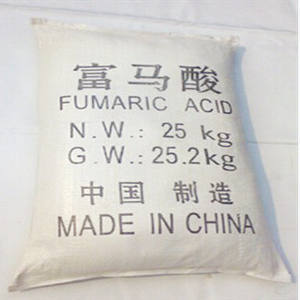 富马酸
FUMARIC ACID
N.W.: 25 kg
G.W.: 25.2kg
中国 制造
MADE IN CHINA